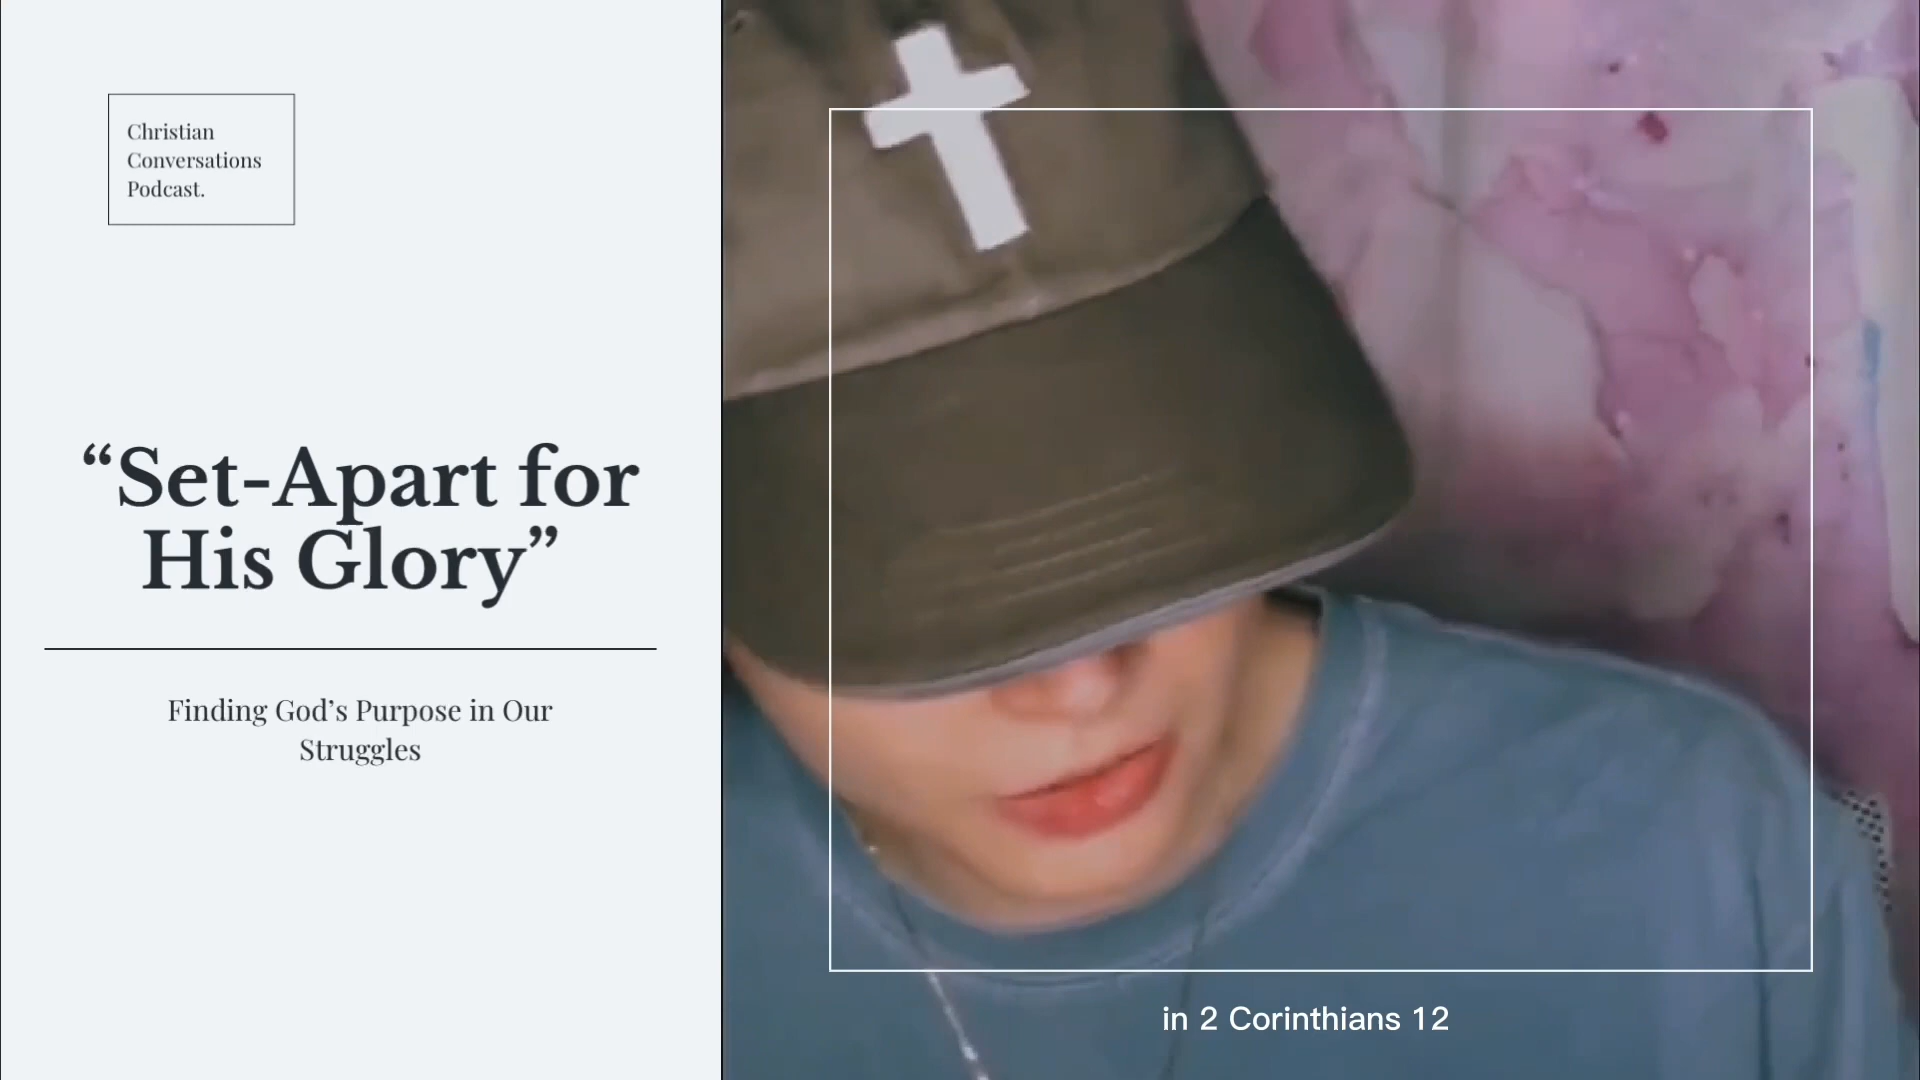 Christian
Conversations
Podcast.
“Set-Apart for
His Glory”
Finding God’s Purpose in Our
Struggles
in 2 Corinthians 12